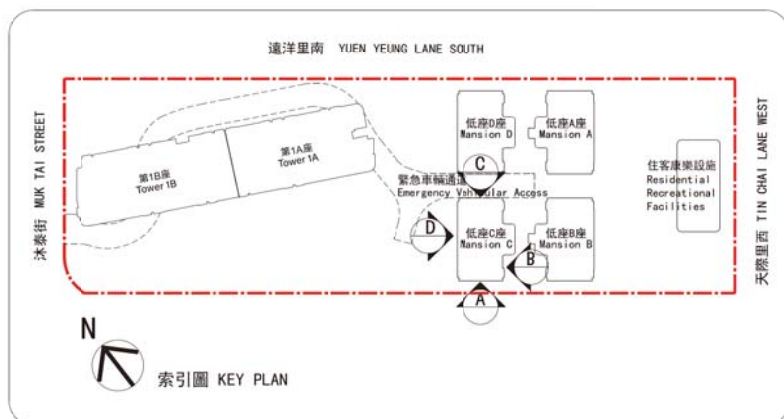 遠洋里南 YUEN YEUNG LANE SOUTH
沐泰街 MUK TAI STREET
第1B座
Tower 1B
第1A座
Tower 1A
低座D座
Mansion D
低座A座
Mansion A
C
緊急車輛通道
Emergency Vehicular Access
住客康樂設施
Residential
Recreational
Facilities
天際里西 TIN CHAI LANE WEST
D
低座C座
Mansion C
低座B座
Mansion B
B
A
N
索引圖 KEY PLAN